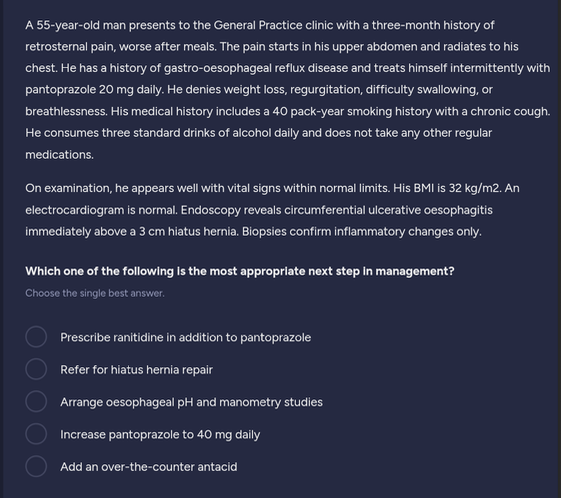 A 55-year-old man presents to the General Practice clinic with a three-month history of
retrosternal pain, worse after meals. The pain starts in his upper abdomen and radiates to his
chest. He has a history of gastro-oesophageal reflux disease and treats himself intermittently with
pantoprazole 20 mg daily. He denies weight loss, regurgitation, difficulty swallowing, or
breathlessness. His medical history includes a 40 pack-year smoking history with a chronic cough.
He consumes three standard drinks of alcohol daily and does not take any other regular
medications.
On examination, he appears well with vital signs within normal limits. His BMI is 32 kg/m2. An
electrocardiogram is normal. Endoscopy reveals circumferential ulcerative oesophagitis
immediately above a 3 cm hiatus hernia. Biopsies confirm inflammatory changes only.
Which one of the following is the most appropriate next step in management?
Choose the single best answer.
Prescribe ranitidine in addition to pantoprazole
Refer for hiatus hernia repair
Arrange oesophageal pH and manometry studies
Increase pantoprazole to 40 mg daily
Add an over-the-counter antacid